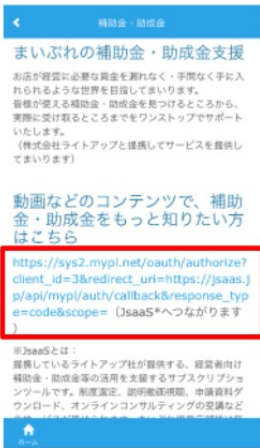 補助金・助成金
まいぷれの補助金・助成金支援
お店が経営に必要な資金を漏れなく・手間なく手に入
れられるような世界を目指してまいります。
皆様が使える補助金・助成金を見つけるところから、
実際に受け取るところまでをワンストップでサポート
いたします。
（株式会社ライトアップと提携してサービスを提供し
てまいります）
動画などのコンテンツで、補助
金・助成金をもっと知りたい方
はこちら
https://sys2.mypl.net/oauth/authorize?
client_id=3&redirect_uri=https://jsaas.j
p/api/mypl/auth/callback&response_typ
e=code&scope=（JsaaS*へつながります
）
※JsaaSとは：
提携しているライトアップ社が提供する、経営者向け
補助金・助成金等の活用を支援するサブスクリプショ
ンツールです。制度選定、説明動画視聴、申請資料ダ
ウンロード、オンラインコンサルティングの受講など
ホーム